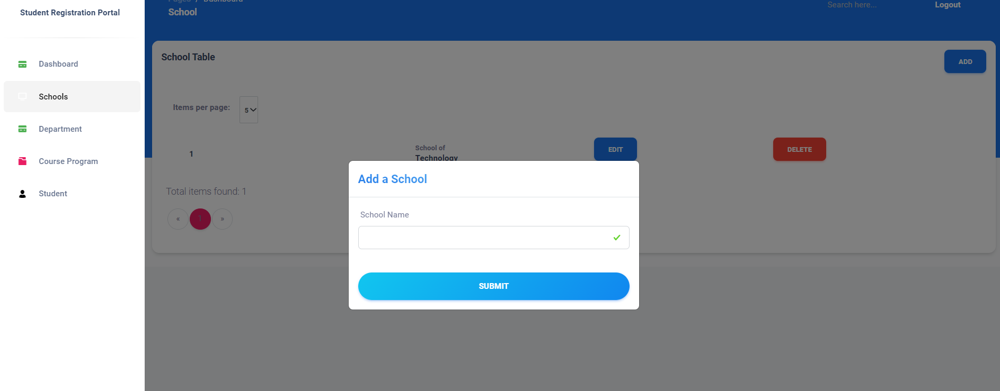 Student Registration Portal
Dashboard
Schools
Department
Course Program
Student
Pages / Dashboard
School
Search here...
Logout
School Table
ADD
Items per page:
5
1
School of
Technology
EDIT
DELETE
Total items found: 1
«
1
»
Add a School
School Name
SUBMIT